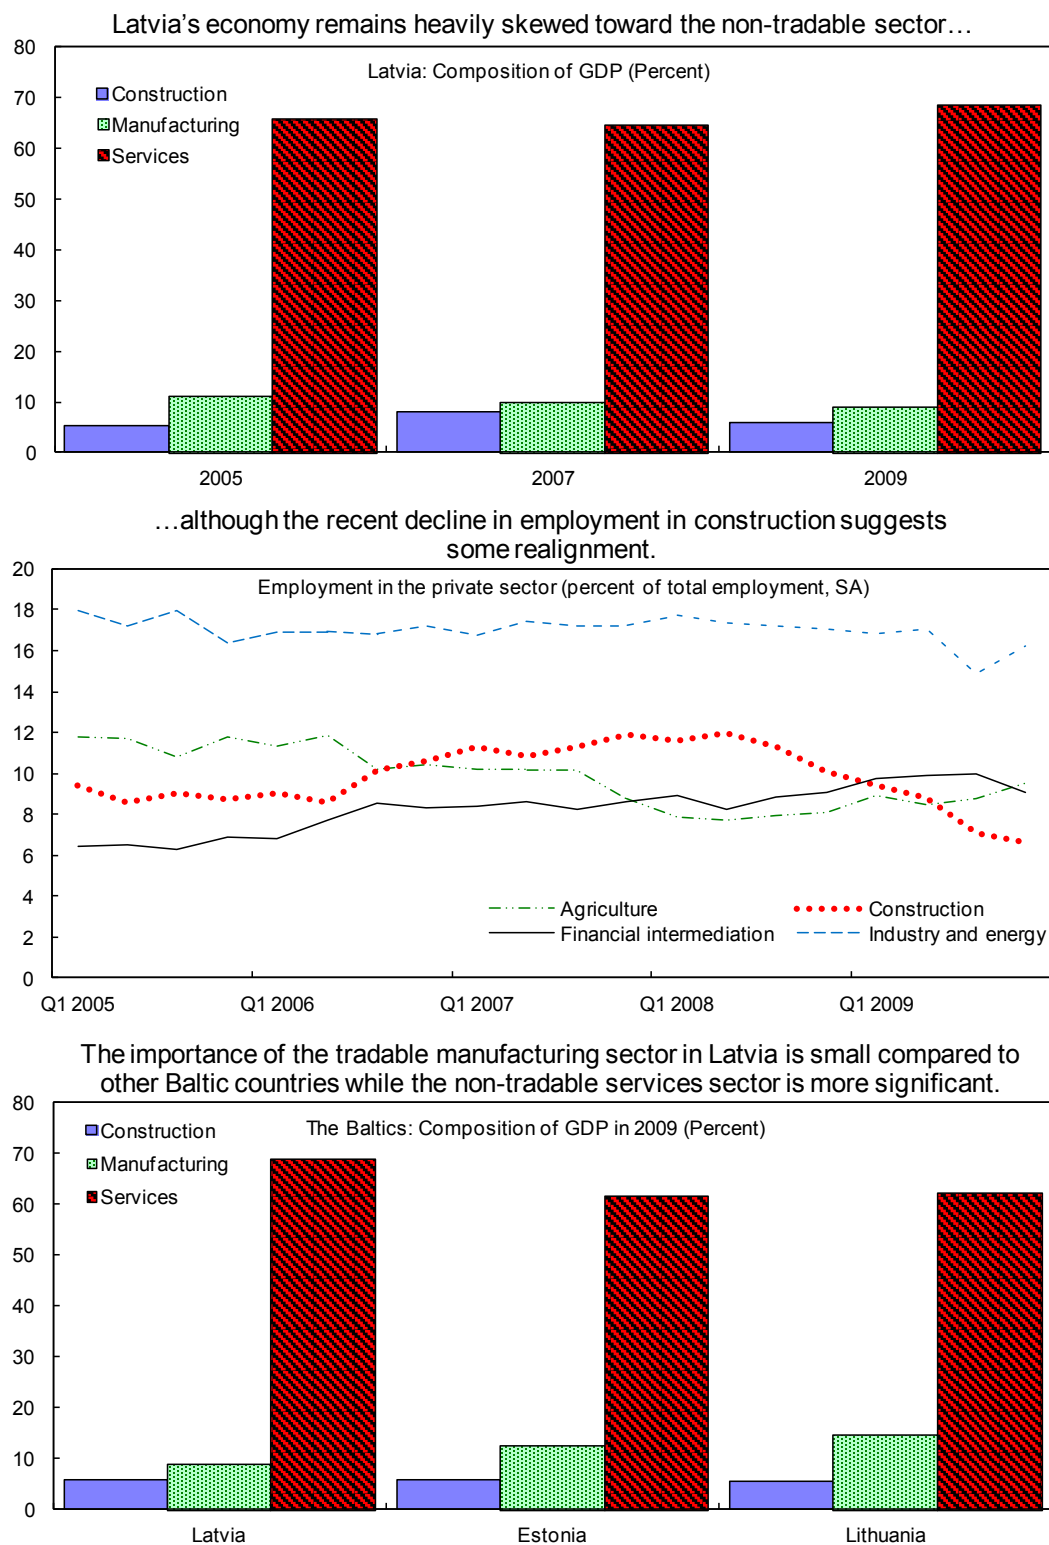 Latvia's economy remains heavily skewed toward the non-tradable sector…
80
Latvia: Composition of GDP (Percent)
70
Construction
Manufacturing
60
Services
50
40
30
20
10
0
2005
2007
2009
…although the recent decline in employment in construction suggests
some realignment.
20
Employment in the private sector (percent of total employment, SA)
18
16
14
12
10
8
6
4
Agriculture
Construction
2
Financial intermediation
Industry and energy
0
Q1 2005
Q1 2006
Q1 2007
Q1 2008
Q1 2009
The importance of the tradable manufacturing sector in Latvia is small compared to
other Baltic countries while the non-tradable services sector is more significant.
80
Construction
The Baltics: Composition of GDP in 2009 (Percent)
70
Manufacturing
60
Services
50
40
30
20
10
0
Latvia
Estonia
Lithuania